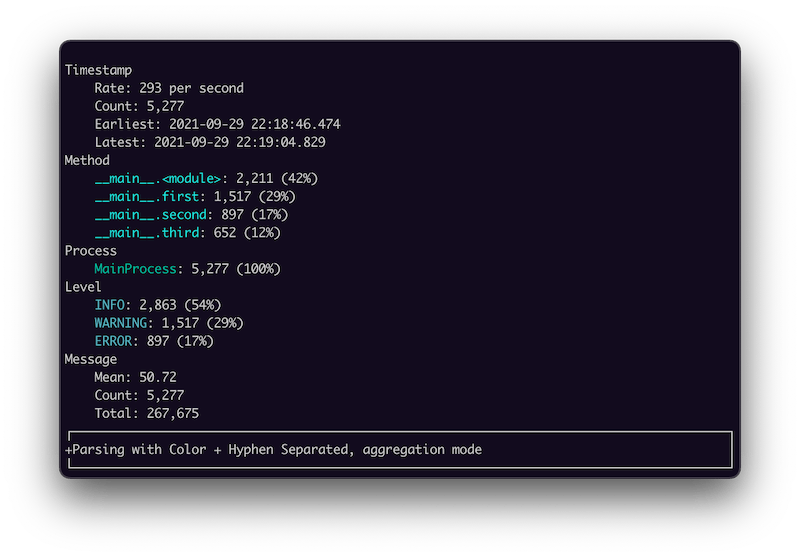 Timestamp
Rate: 293 per second
Count: 5,277
Earliest: 2021-09-29 22:18:46.474
Latest: 2021-09-29 22:19:04.829
Method
__main__.<module>: 2,211 (42%)
__main__.first: 1,517 (29%)
__main__.second: 897 (17%)
__main__.third: 652 (12%)
Process
MainProcess: 5,277 (100%)
Level
INFO: 2,863 (54%)
WARNING: 1,517 (29%)
ERROR: 897 (17%)
Message
Mean: 50.72
Count: 5,277
Total: 267,675
+Parsing with Color + Hyphen Separated, aggregation mode